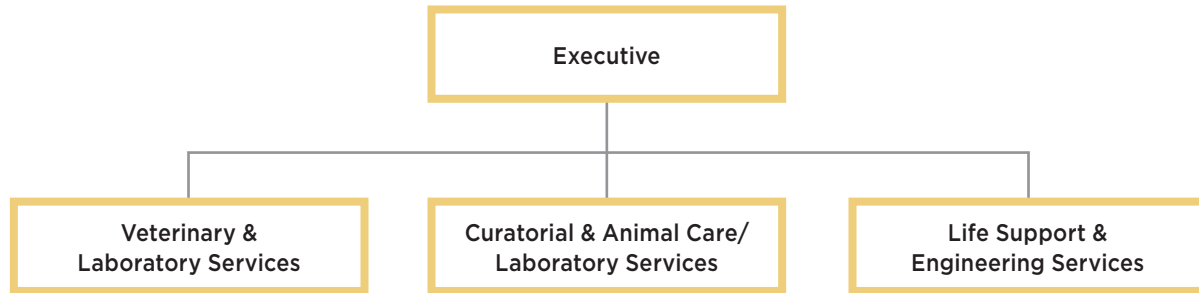 Executive
Veterinary &
Laboratory Services
Curatorial & Animal Care/
Laboratory Services
Life Support &
Engineering Services